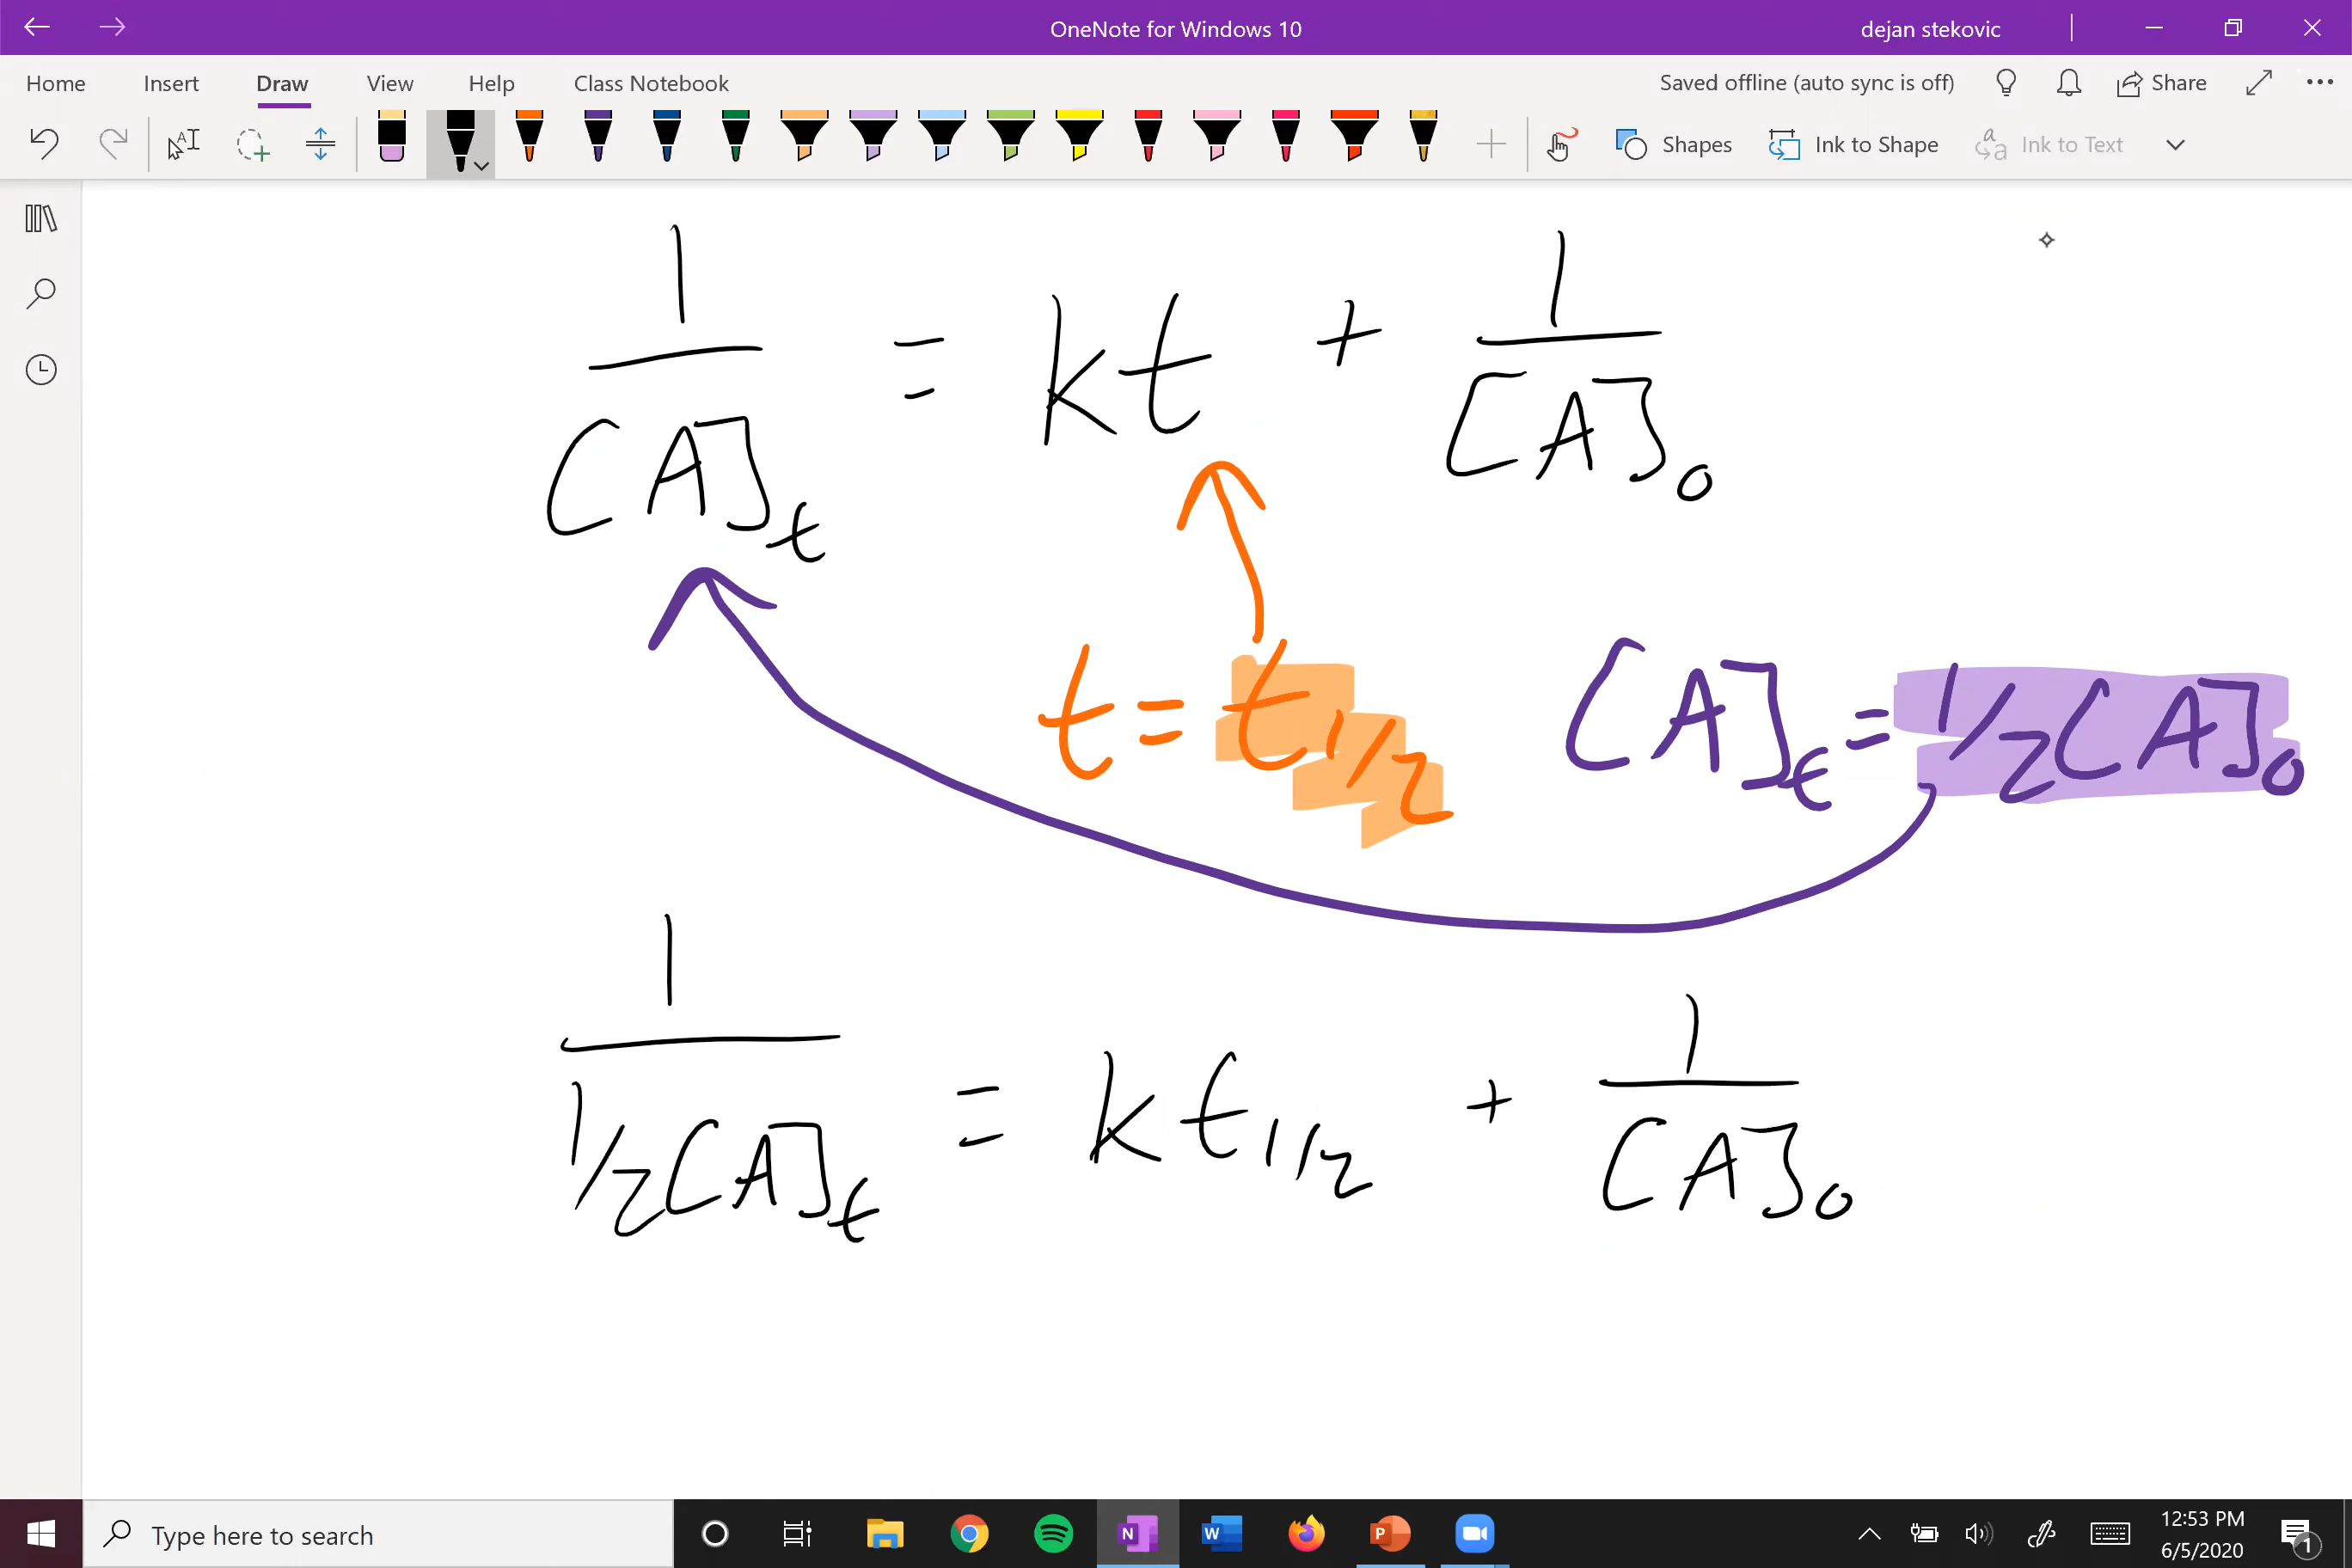 OneNote for Windows 10 dejan stekovic
Home Insert Draw View Help Class Notebook Saved offline (auto sync is off) Share
Shapes Ink to Shape Ink to Text
1/[A]t = kt + 1/[A]0
t = t1/2 [A]t = 1/2[A]0
1/(1/2[A]t) = kt1/2 + 1/[A]0
Type here to search 12:53 PM
6/5/2020 1